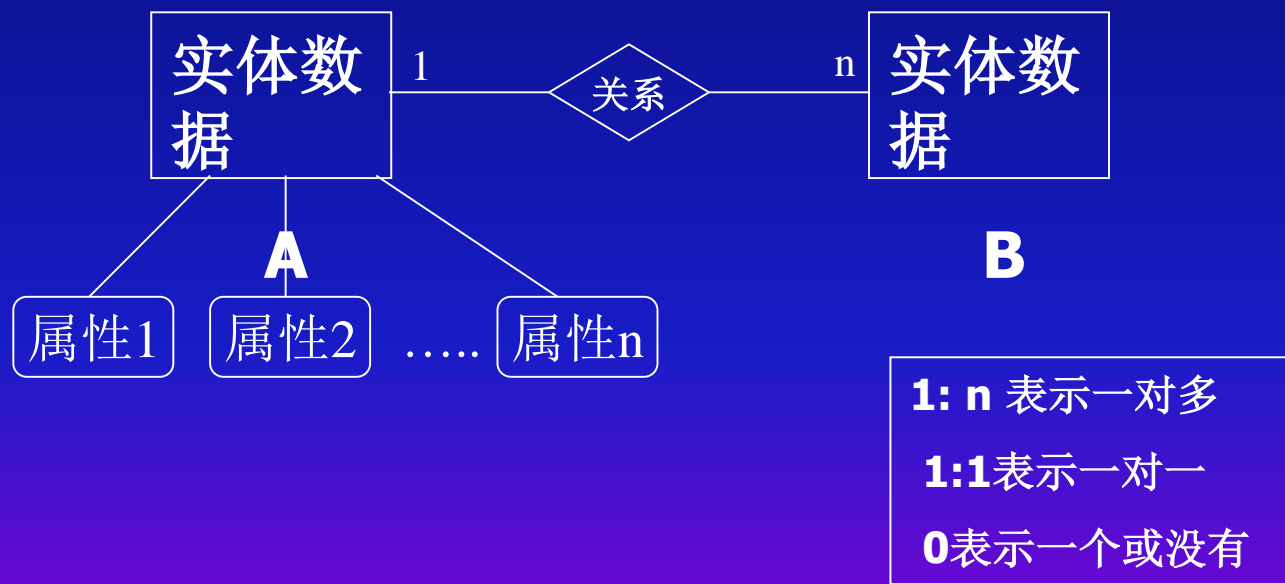 实体数
据
1
关系
n
实体数
据
A
B
属性1
属性2
.....
属性n
1: n 表示一对多
1:1表示一对一
0表示一个或没有